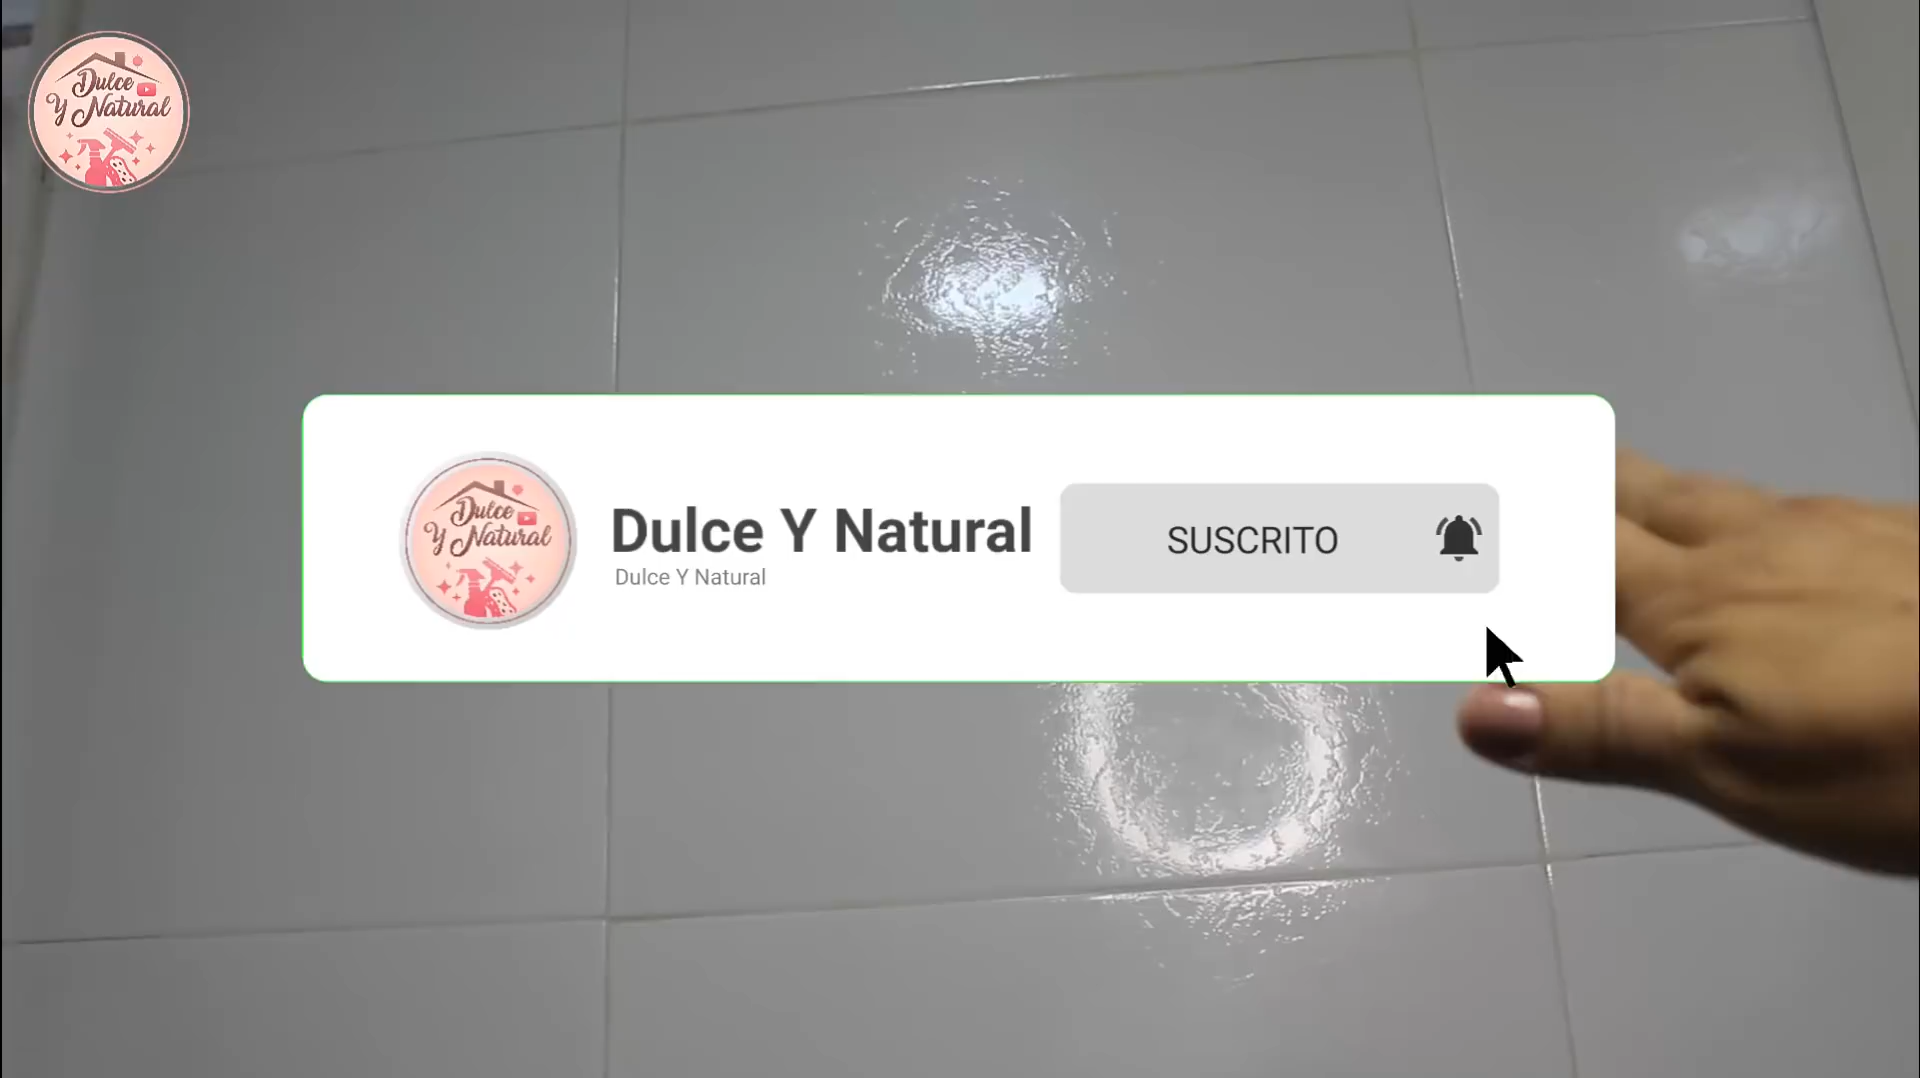 Dulce
Y Natural
Dulce
Y Natural
Dulce Y Natural
Dulce Y Natural
SUSCRITO